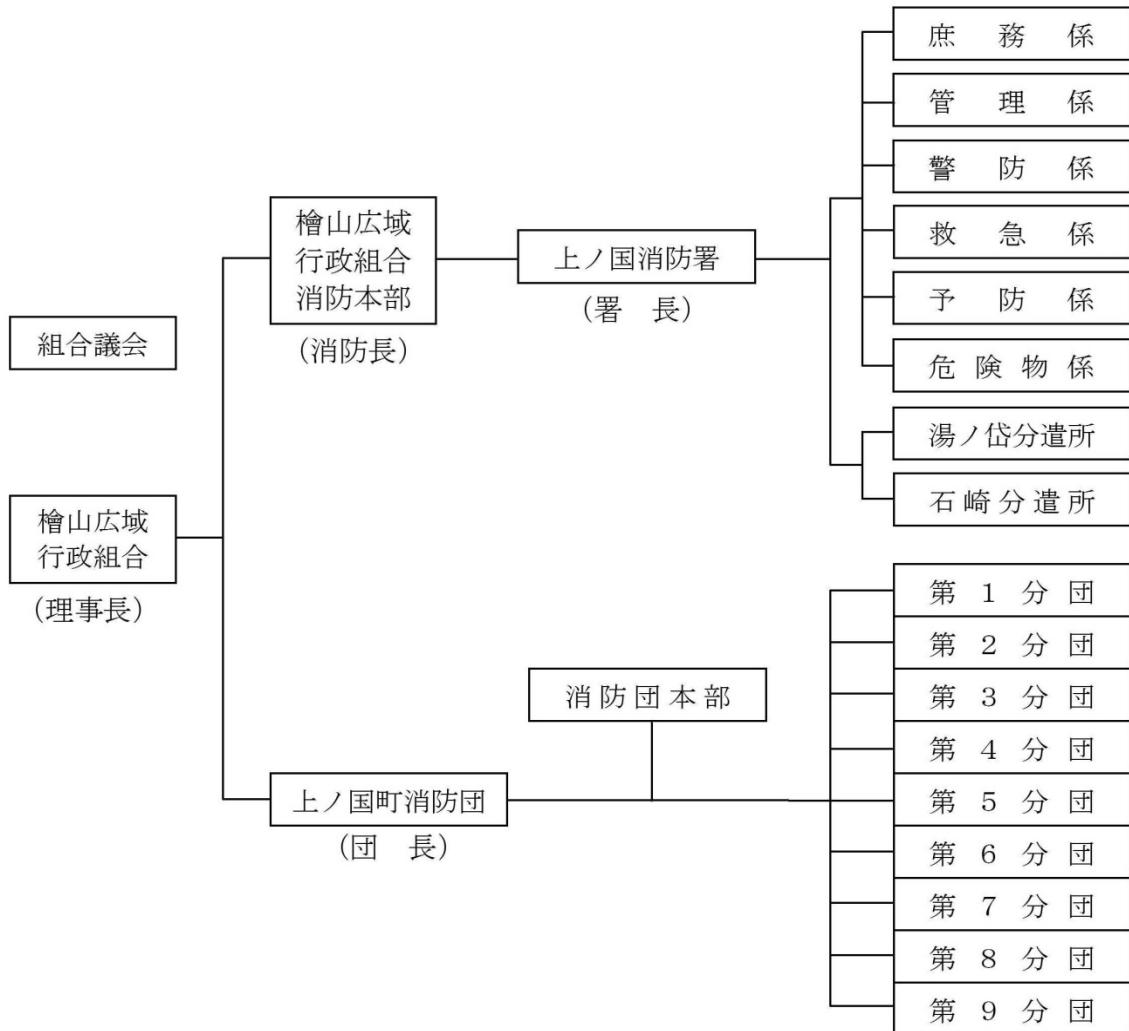 組合議会
檜山広域
行政組合
（理事長）
檜山広域
行政組合
消防本部
（消防長）
上ノ国消防署
（署　長）
庶務係
管理係
警防係
救急係
予防係
危険物係
湯ノ岱分遣所
石崎分遣所
上ノ国町消防団
（団　長）
消防団本部
第１分団
第２分団
第３分団
第４分団
第５分団
第６分団
第７分団
第８分団
第９分団